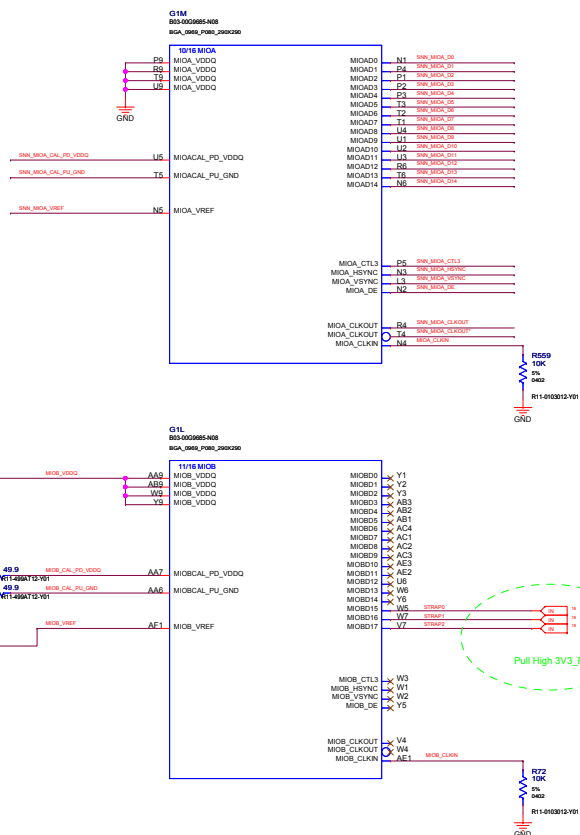 G1M
B03-00G9685-N08
BGA_0969_P080_290X290
10/16 MIOA
P9 MIOA_VDDQ
R9 MIOA_VDDQ
T9 MIOA_VDDQ
U9 MIOA_VDDQ
GND
SNN_MIOA_CAL_PD_VDDQ U5 MIOACAL_PD_VDDQ
SNN_MIOA_CAL_PU_GND T5 MIOACAL_PU_GND
SNN_MIOA_VREF N5 MIOA_VREF
MIOAD0 N1 SNN_MIOA_D0
MIOAD1 P4 SNN_MIOA_D1
MIOAD2 P1 SNN_MIOA_D2
MIOAD3 P2 SNN_MIOA_D3
MIOAD4 P3 SNN_MIOA_D4
MIOAD5 T3 SNN_MIOA_D5
MIOAD6 T2 SNN_MIOA_D6
MIOAD7 T1 SNN_MIOA_D7
MIOAD8 U4 SNN_MIOA_D8
MIOAD9 U1 SNN_MIOA_D9
MIOAD10 U2 SNN_MIOA_D10
MIOAD11 U3 SNN_MIOA_D11
MIOAD12 R6 SNN_MIOA_D12
MIOAD13 T6 SNN_MIOA_D13
MIOAD14 N6 SNN_MIOA_D14
MIOA_CTL3 P5 SNN_MIOA_CTL3
MIOA_HSYNC N3 SNN_MIOA_HSYNC
MIOA_VSYNC L3 SNN_MIOA_VSYNC
MIOA_DE N2 SNN_MIOA_DE
MIOA_CLKOUT R4 SNN_MIOA_CLKOUT
MIOA_CLKOUT T4 SNN_MIOA_CLKOUT*
MIOA_CLKIN N4 MIOA_CLKIN
R559
10K
5%
0402
R11-0103012-Y01
GND
G1L
B03-00G9685-N08
BGA_0969_P080_290X290
11/16 MIOB
MIOB_VDDQ AA9 MIOB_VDDQ
AB9 MIOB_VDDQ
W9 MIOB_VDDQ
Y9 MIOB_VDDQ
49.9
R11-499AT12-Y01
MIOB_CAL_PD_VDDQ AA7 MIOBCAL_PD_VDDQ
49.9
R11-499AT12-Y01
MIOB_CAL_PU_GND AA6 MIOBCAL_PU_GND
MIOB_VREF AF1 MIOB_VREF
MIOBD0 Y1
MIOBD1 Y2
MIOBD2 Y3
MIOBD3 AB3
MIOBD4 AB2
MIOBD5 AB1
MIOBD6 AC4
MIOBD7 AC1
MIOBD8 AC2
MIOBD9 AC3
MIOBD10 AE3
MIOBD11 AE2
MIOBD12 U6
MIOBD13 W6
MIOBD14 Y6
MIOBD15 W5 STRAP0 IN 16
MIOBD16 W7 STRAP1 IN 16
MIOBD17 V7 STRAP2 IN 16
Pull High 3V3_
MIOB_CTL3 W3
MIOB_HSYNC W1
MIOB_VSYNC W2
MIOB_DE Y5
MIOB_CLKOUT V4
MIOB_CLKOUT W4
MIOB_CLKIN AE1 MIOB_CLKIN
R72
10K
5%
0402
R11-0103012-Y01
GND